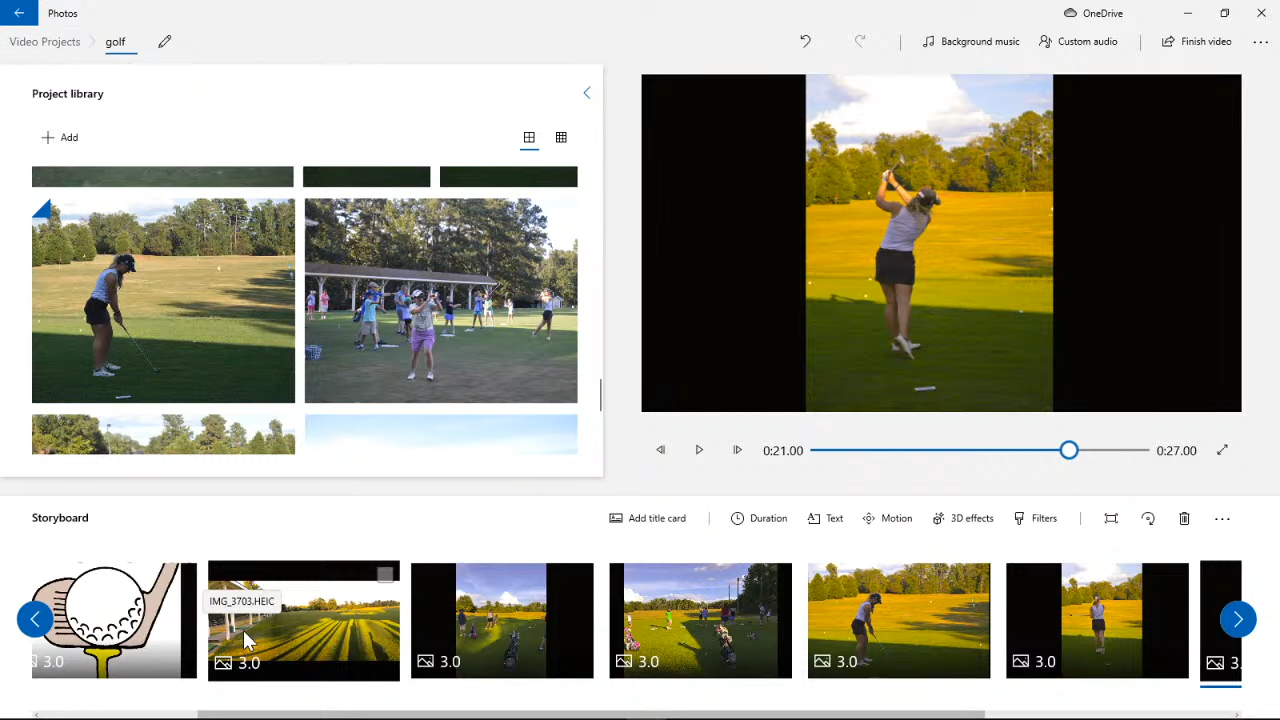 Photos
OneDrive
Video Projects
golf
Background music
Custom audio
Finish video
Project library
Add
0:21.00
0:27.00
Storyboard
Add title card
Duration
Text
Motion
3D effects
Filters
IMG_3703.HEIC
3.0
3.0
3.0
3.0
3.0
3.0
3.